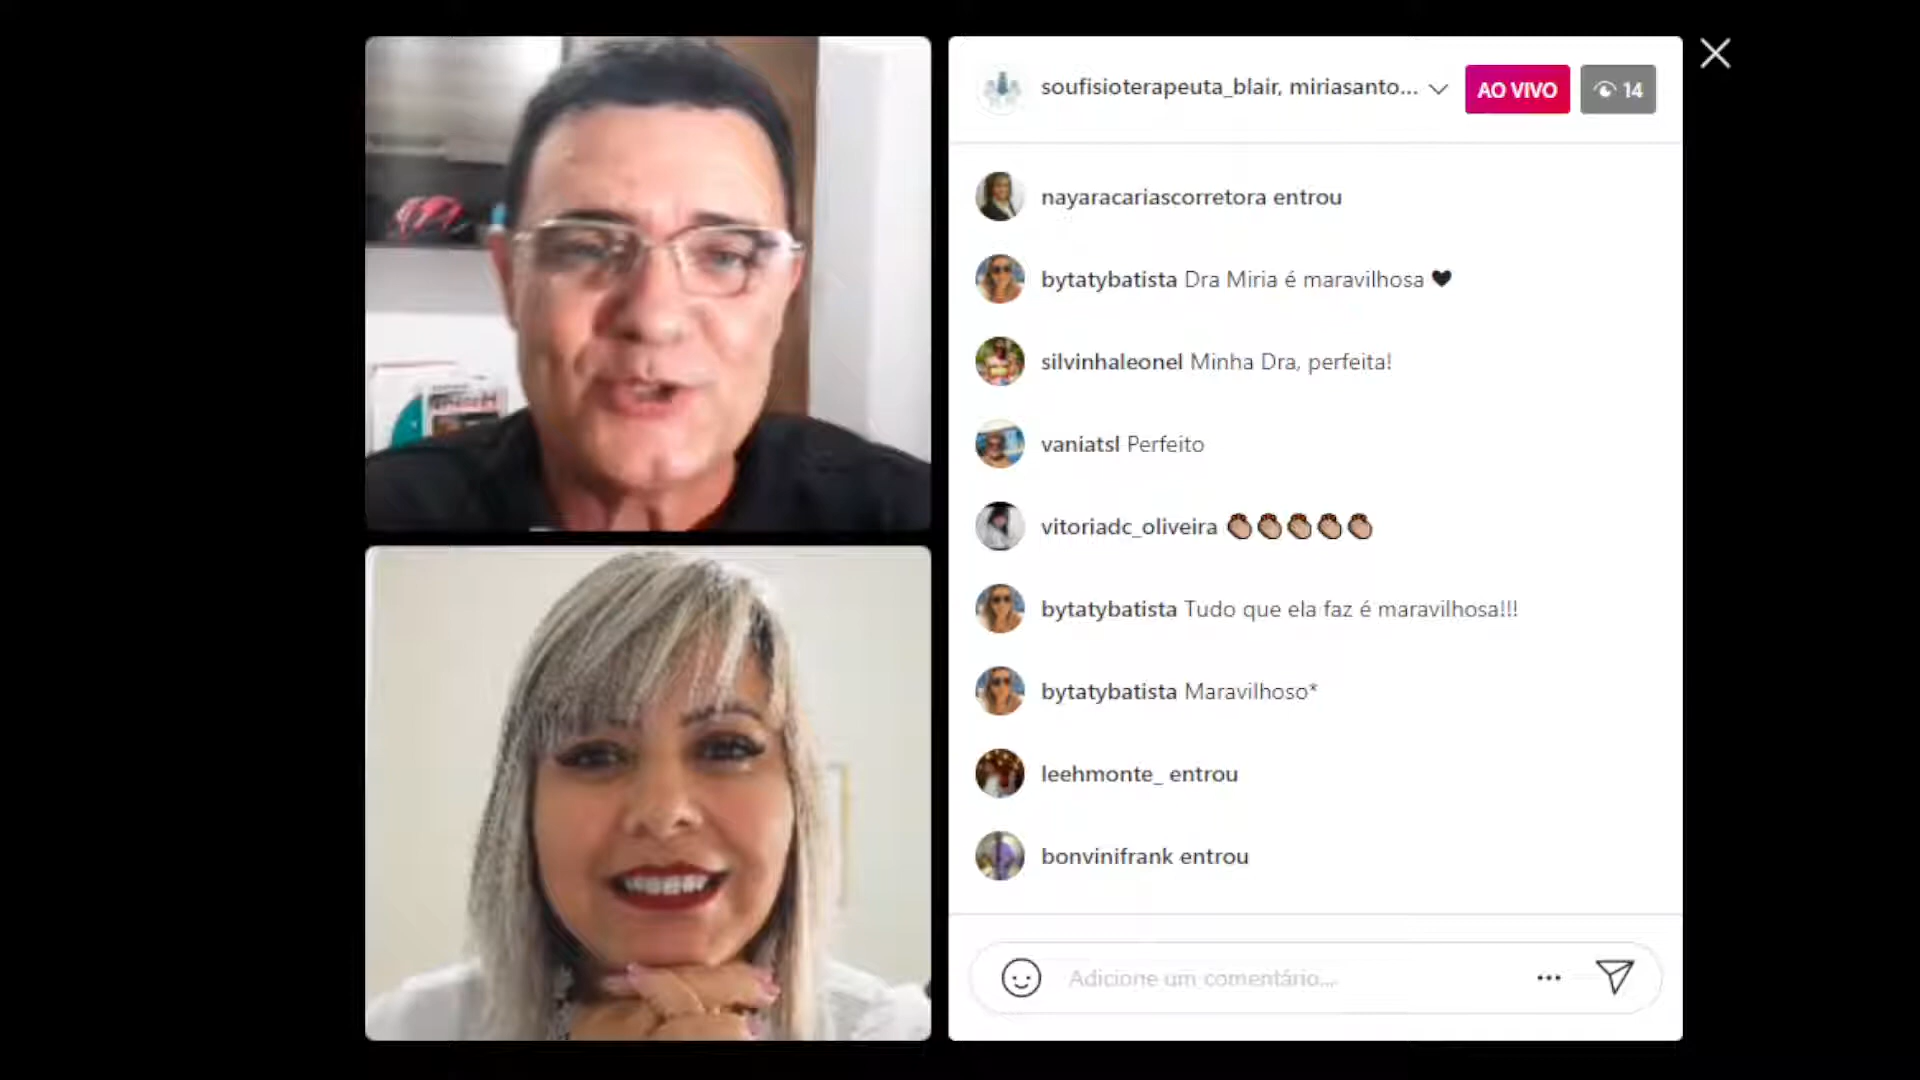 soufisioterapeuta_blair, miriasanto...
AO VIVO
14
nayaracariascorretora entrou
bytatybatista Dra Miria é maravilhosa 🖤
silvinhaleonel Minha Dra, perfeita!
vaniatsl Perfeito
vitoriadc_oliveira 👏👏👏👏👏
bytatybatista Tudo que ela faz é maravilhosa!!!
bytatybatista Maravilhoso*
leehmonte_ entrou
bonvinifrank entrou
Adicione um comentário...